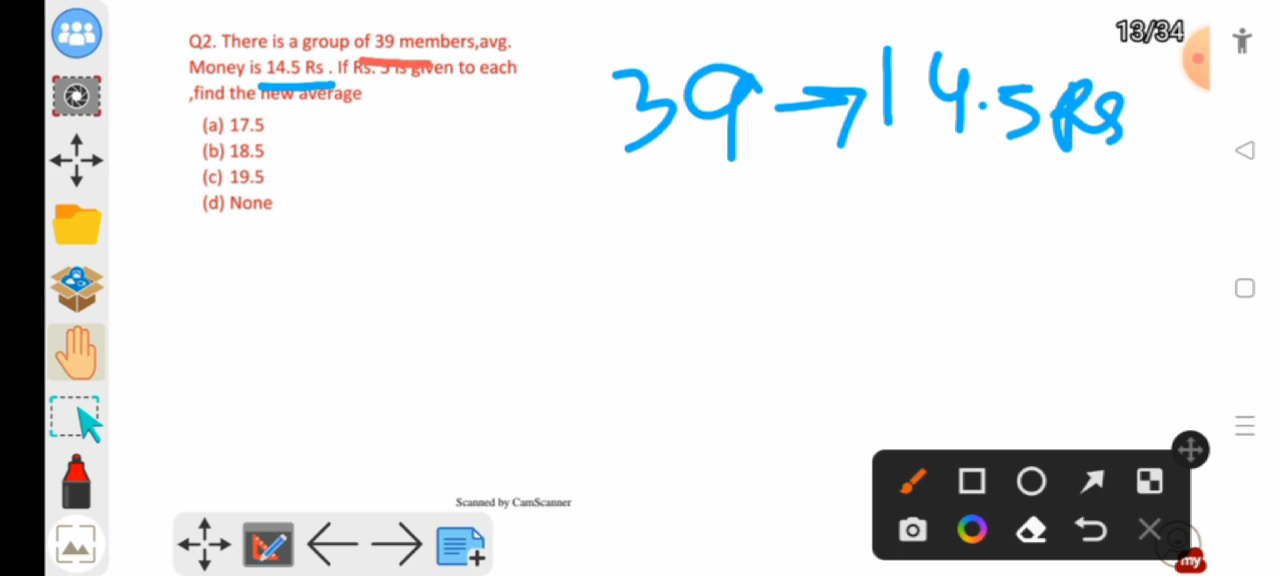 13/34
Q2. There is a group of 39 members,avg.
39 → 14.5 Rs
Money is 14.5 Rs . If Rs. 5 is given to each
,find the new average
(a) 17.5
(b) 18.5
(c) 19.5
(d) None
Scanned by CamScanner
my